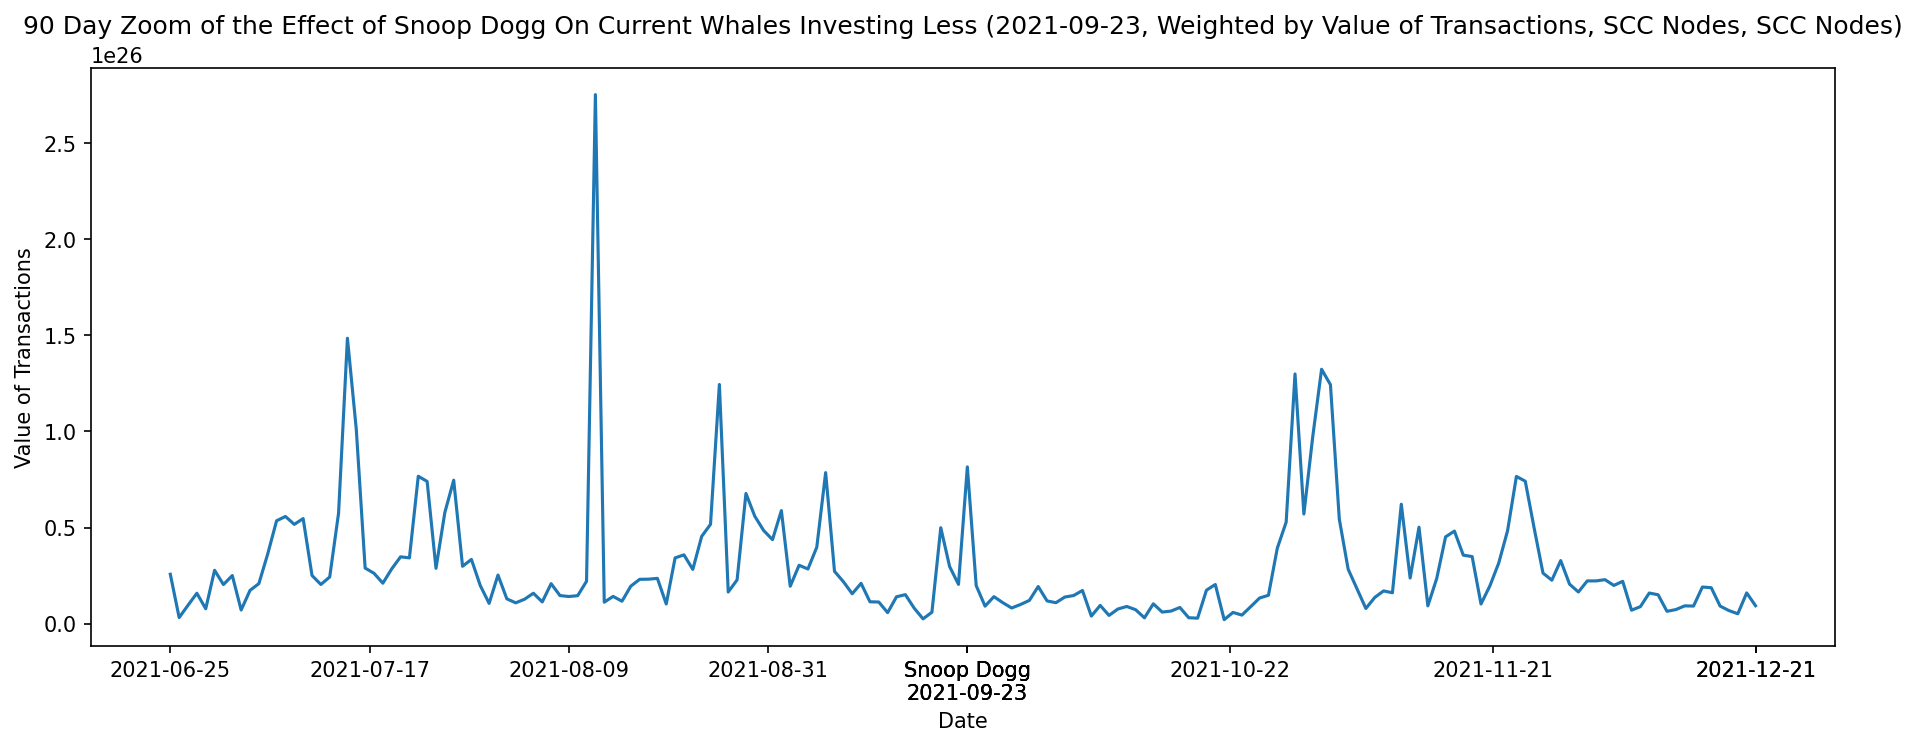 90 Day Zoom of the Effect of Snoop Dogg On Current Whales Investing Less (2021-09-23, Weighted by Value of Transactions, SCC Nodes, SCC Nodes)
1e26
2.5
2.0
1.5
1.0
0.5
0.0
Value of Transactions
2021-06-25
2021-07-17
2021-08-09
2021-08-31
Snoop Dogg
2021-09-23
2021-10-22
2021-11-21
2021-12-21
Date